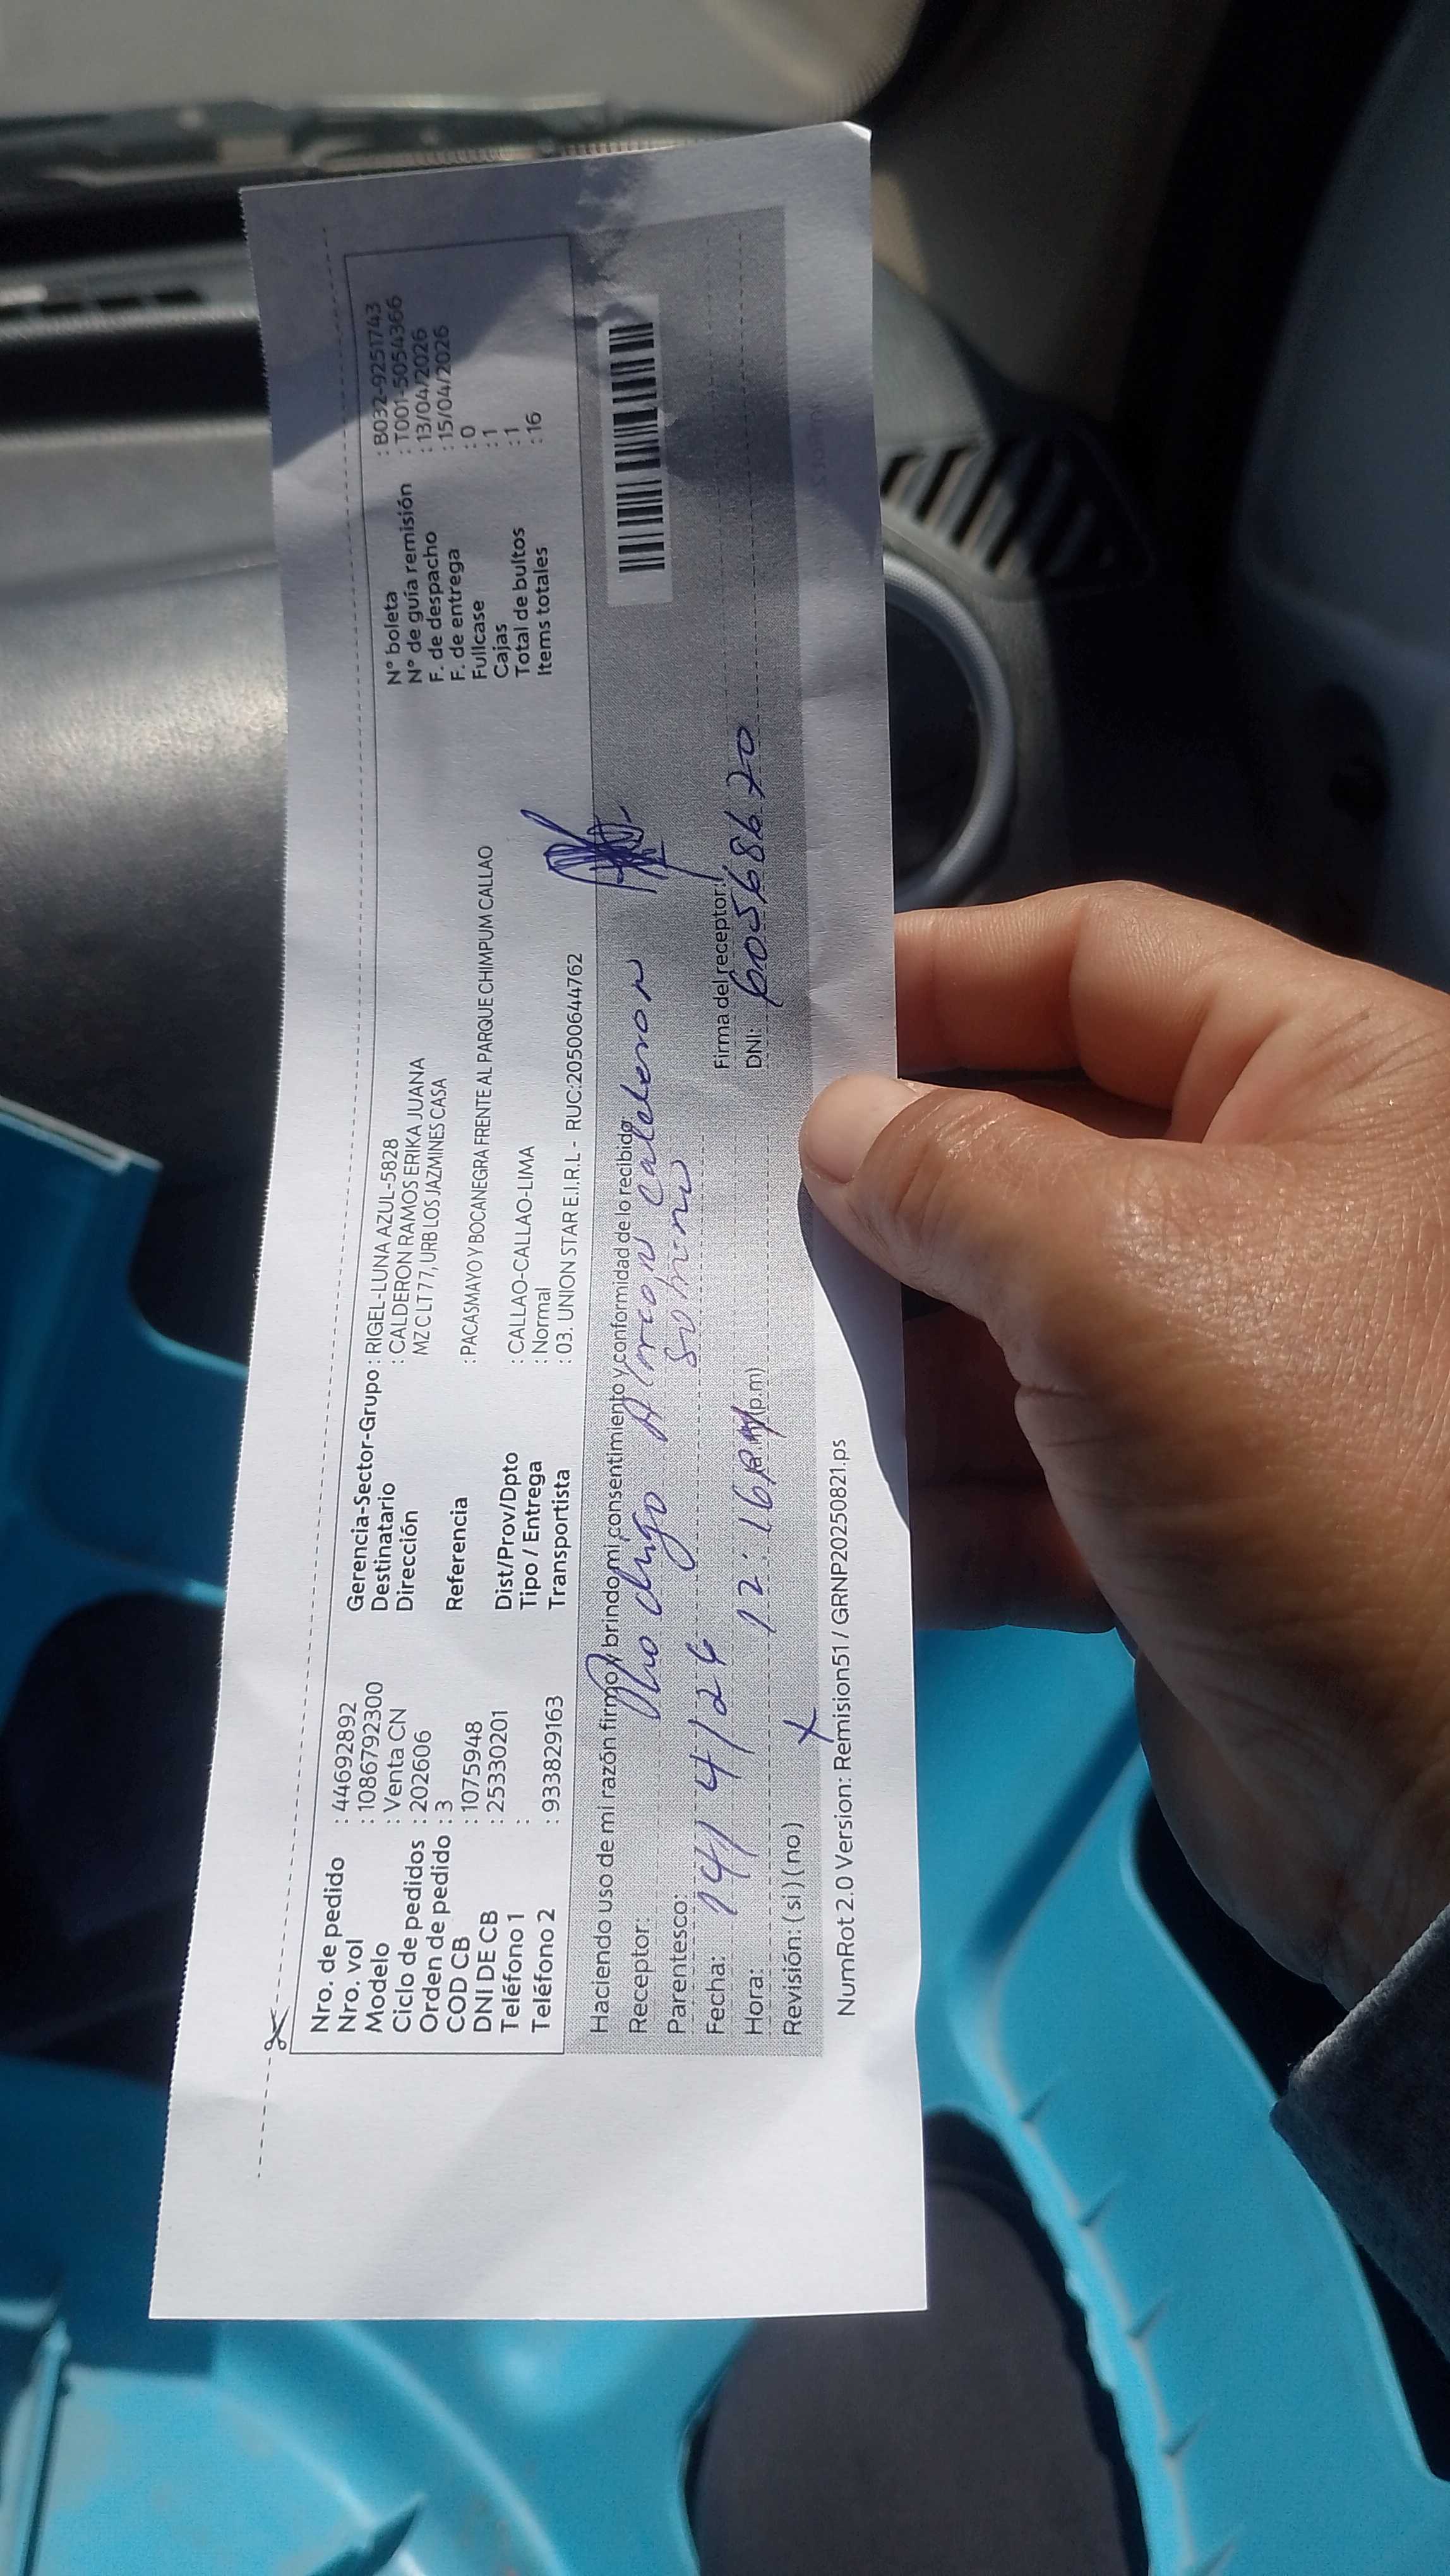 Nro. de pedido : 44692892
Nro. vol : 1086792300
Modelo : Venta CN
Ciclo de pedidos : 202606
Orden de pedido : 3
COD CB : 1075948
DNI DE CB : 25330201
Teléfono 1 :
Teléfono 2 : 933829163
Gerencia-Sector-Grupo : RIGEL-LUNA AZUL-5828
Destinatario : CALDERON RAMOS ERIKA JUANA
Dirección MZ C LT 77, URB LOS JAZMINES CASA
Referencia : PACASMAYO Y BOCANEGRA FRENTE AL PARQUE CHIMPUM CALLAO
Dist/Prov/Dpto : CALLAO-CALLAO-LIMA
Tipo / Entrega : Normal
Transportista : 03. UNION STAR E.I.R.L - RUC:20500644762
N° boleta : B032-9251743
N° de guía remisión : T001-5054366
F. de despacho : 13/04/2026
F. de entrega : 15/04/2026
Fullcase : 0
Cajas : 1
Total de bultos : 1
Items totales : 16
Haciendo uso de mi razón firmo y brindo mi consentimiento y conformidad de lo recibido:
Receptor: Alarcon Calderon
Parentesco: Sobrino
Fecha: 14/4/26
Hora: 12:16 (p.m)
Revisión: (si) (no) X
Firma del receptor:
DNI: 60568670
NumRot 2.0 Version: Remision51 / GRNP20250821.ps